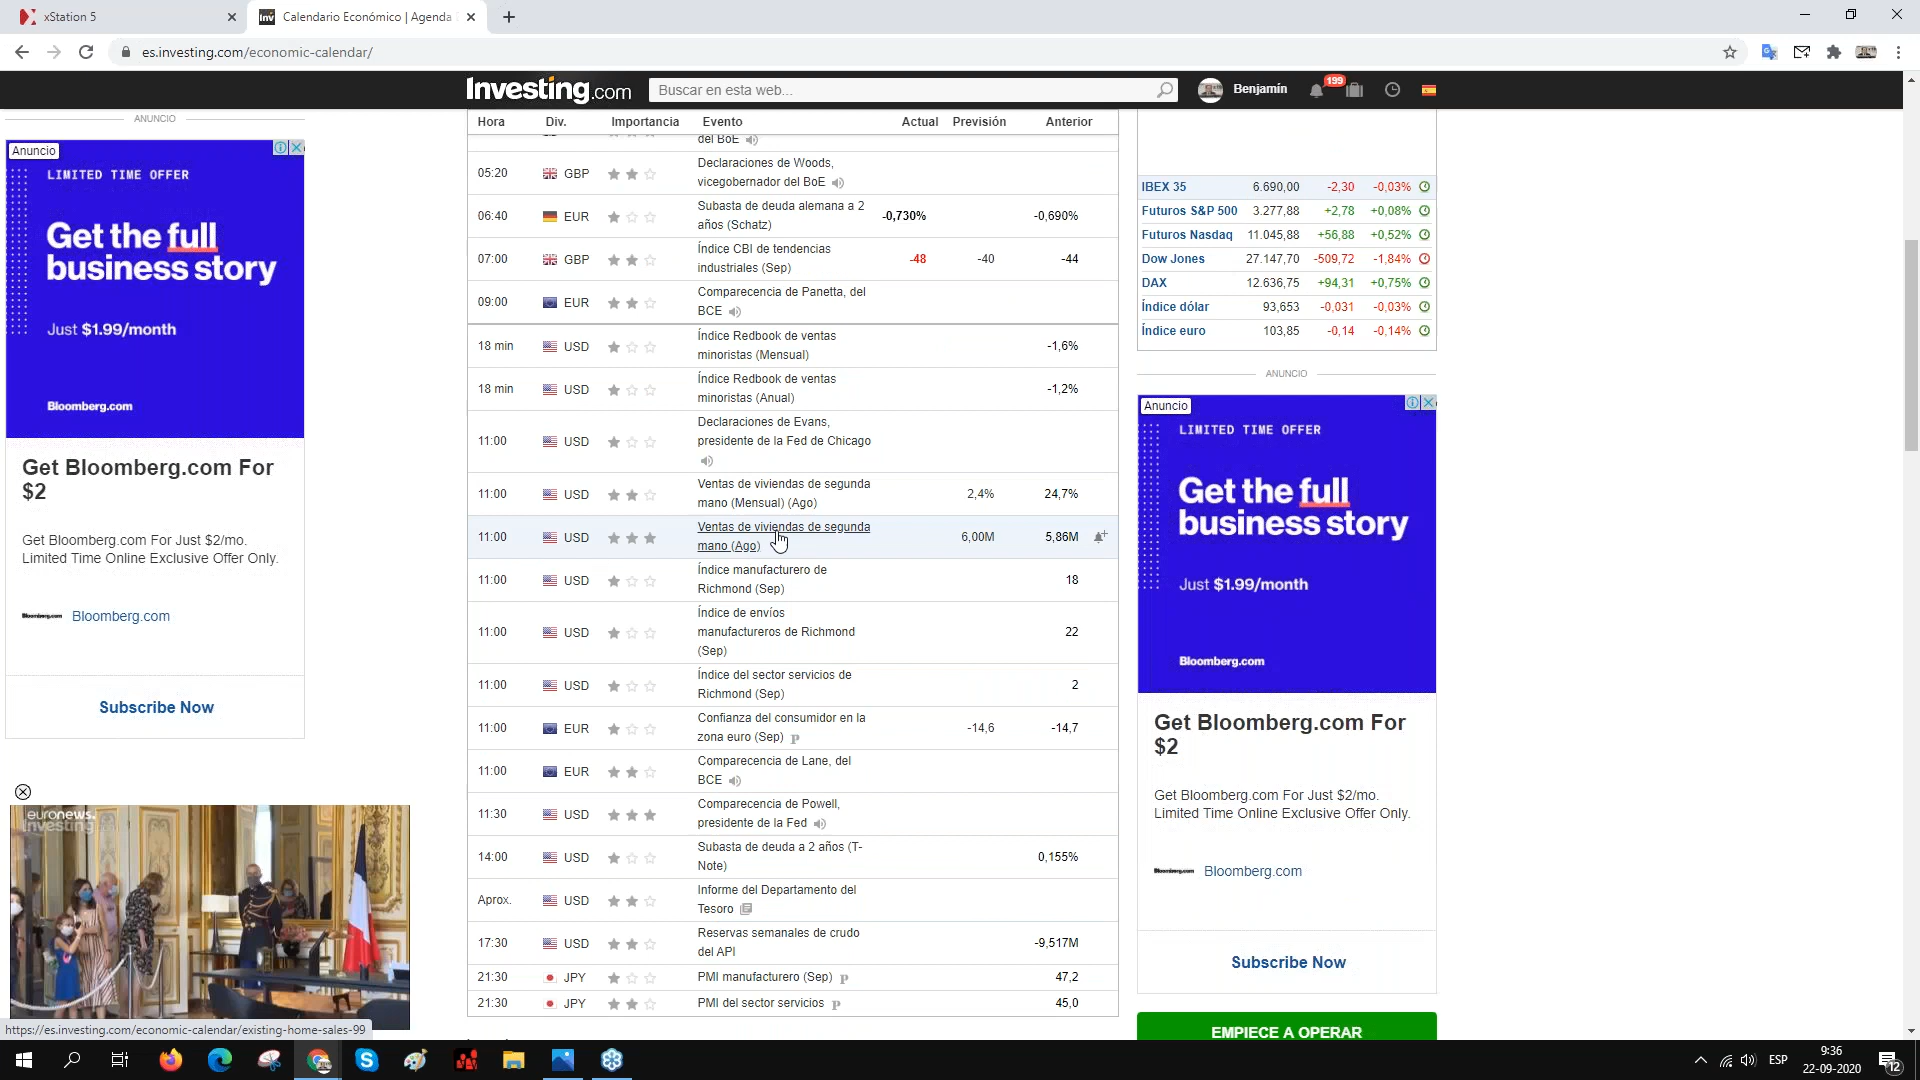 xStation 5
Calendario Económico | Agenda
es.investing.com/economic-calendar/
Investing.com
Buscar en esta web...
Benjamín
199
ANUNCIO
Anuncio
LIMITED TIME OFFER
Get the full
business story
Just $1.99/month
Bloomberg.com
Get Bloomberg.com For
$2
Get Bloomberg.com For Just $2/mo.
Limited Time Online Exclusive Offer Only.
Bloomberg.com
Bloomberg.com
Subscribe Now
euronews.
Investing
https://es.investing.com/economic-calendar/existing-home-sales-99
Hora Div. Importancia Evento Actual Previsión Anterior
del BoE
05:20 GBP Declaraciones de Woods,
vicegobernador del BoE
06:40 EUR Subasta de deuda alemana a 2
años (Schatz) -0,730% -0,690%
07:00 GBP Índice CBI de tendencias
industriales (Sep) -48 -40 -44
09:00 EUR Comparecencia de Panetta, del
BCE
18 min USD Índice Redbook de ventas
minoristas (Mensual) -1,6%
18 min USD Índice Redbook de ventas
minoristas (Anual) -1,2%
11:00 USD Declaraciones de Evans,
presidente de la Fed de Chicago
11:00 USD Ventas de viviendas de segunda
mano (Mensual) (Ago) 2,4% 24,7%
11:00 USD Ventas de viviendas de segunda
mano (Ago) 6,00M 5,86M
11:00 USD Índice manufacturero de
Richmond (Sep) 18
11:00 USD Índice de envíos
manufactureros de Richmond
(Sep) 22
11:00 USD Índice del sector servicios de
Richmond (Sep) 2
11:00 EUR Confianza del consumidor en la
zona euro (Sep) p -14,6 -14,7
11:00 EUR Comparecencia de Lane, del
BCE
11:30 USD Comparecencia de Powell,
presidente de la Fed
14:00 USD Subasta de deuda a 2 años (T-
Note) 0,155%
Aprox. USD Informe del Departamento del
Tesoro
17:30 USD Reservas semanales de crudo
del API -9,517M
21:30 JPY PMI manufacturero (Sep) p 47,2
21:30 JPY PMI del sector servicios p 45,0
IBEX 35 6.690,00 -2,30 -0,03%
Futuros S&P 500 3.277,88 +2,78 +0,08%
Futuros Nasdaq 11.045,88 +56,88 +0,52%
Dow Jones 27.147,70 -509,72 -1,84%
DAX 12.636,75 +94,31 +0,75%
Índice dólar 93,653 -0,031 -0,03%
Índice euro 103,85 -0,14 -0,14%
ANUNCIO
Anuncio
LIMITED TIME OFFER
Get the full
business story
Just $1.99/month
Bloomberg.com
Get Bloomberg.com For
$2
Get Bloomberg.com For Just $2/mo.
Limited Time Online Exclusive Offer Only.
Bloomberg.com
Bloomberg.com
Subscribe Now
EMPIECE A OPERAR
ESP
9:36
22-09-2020
12